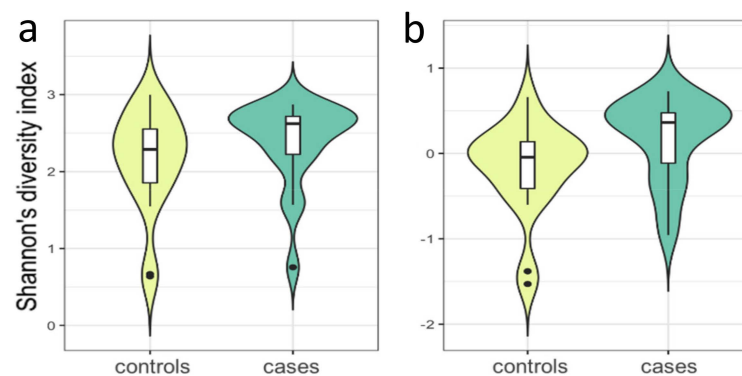 a
b
Shannon's diversity index
3
2
1
0
controls
cases
1
0
-1
-2
controls
cases